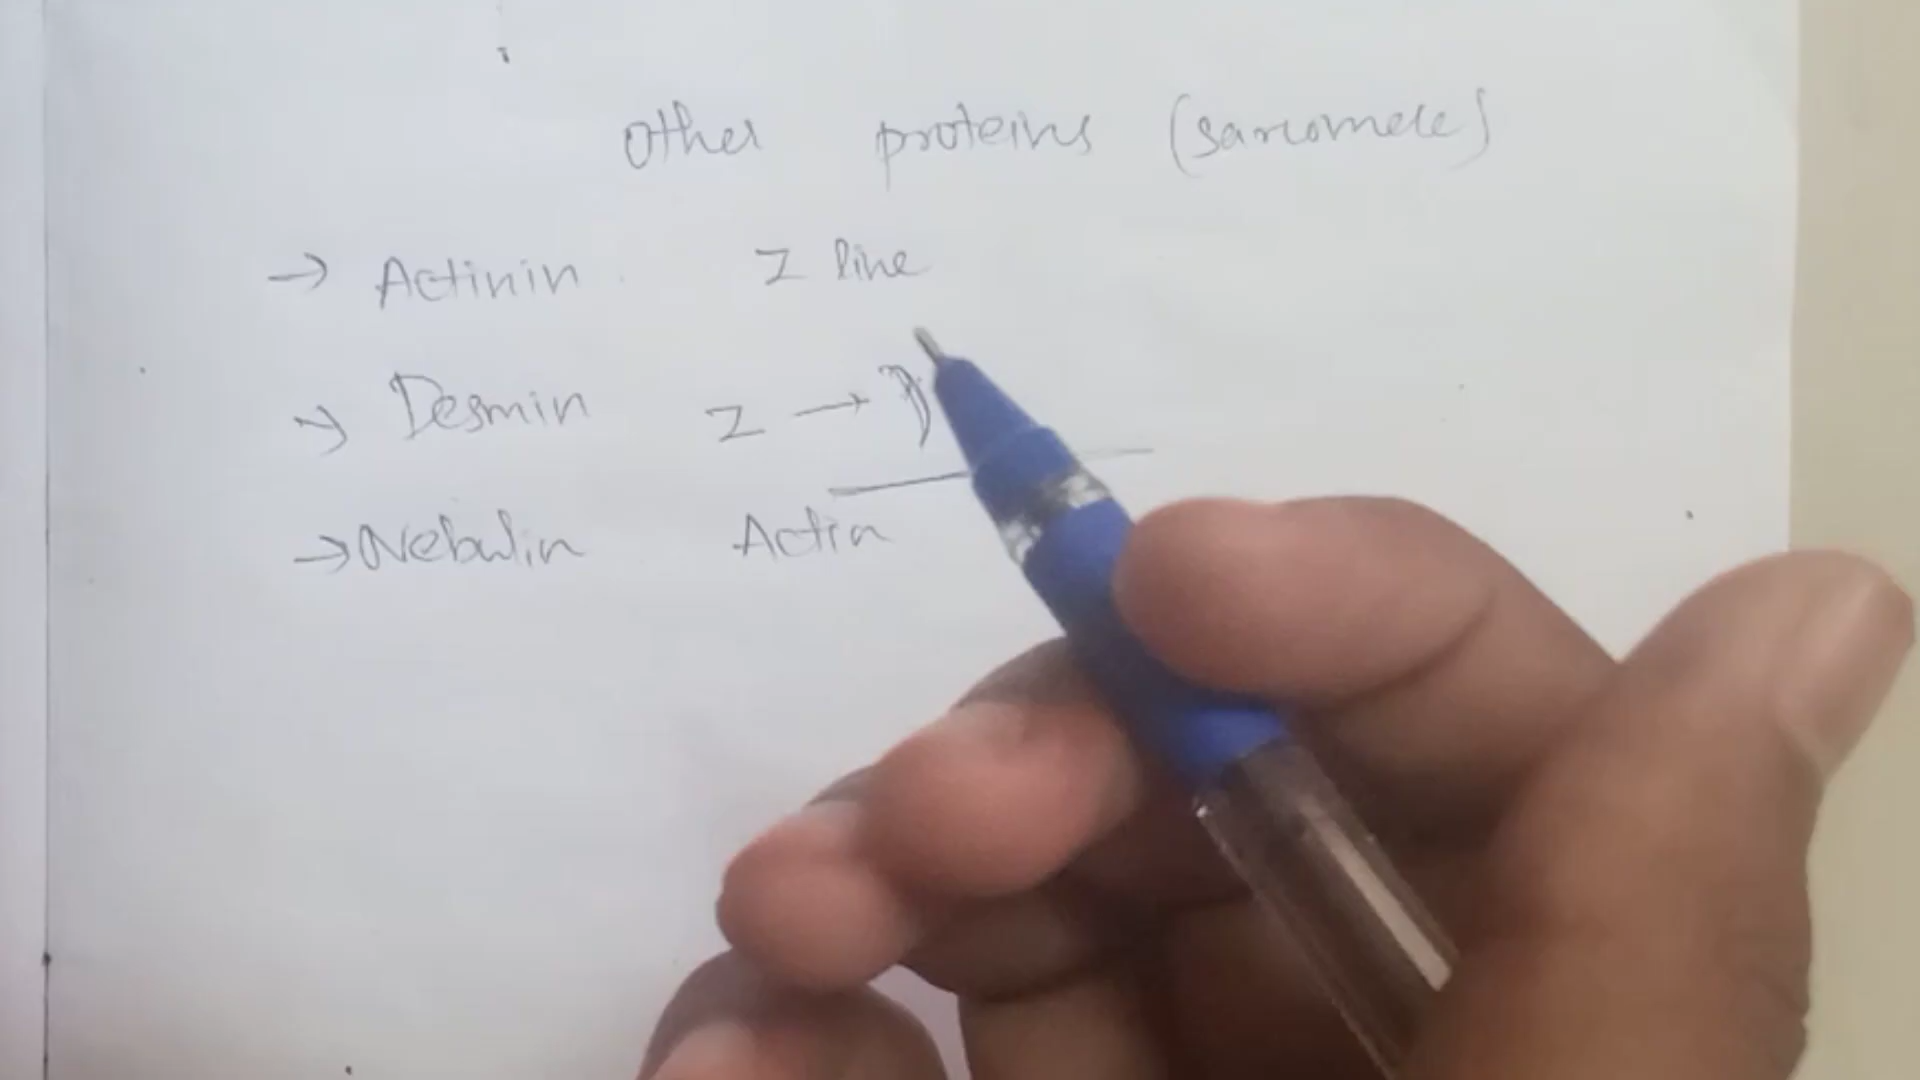 Other proteins (sarcomere)
→ Actinin Z line
→ Desmin Z →
→ Nebulin Actin